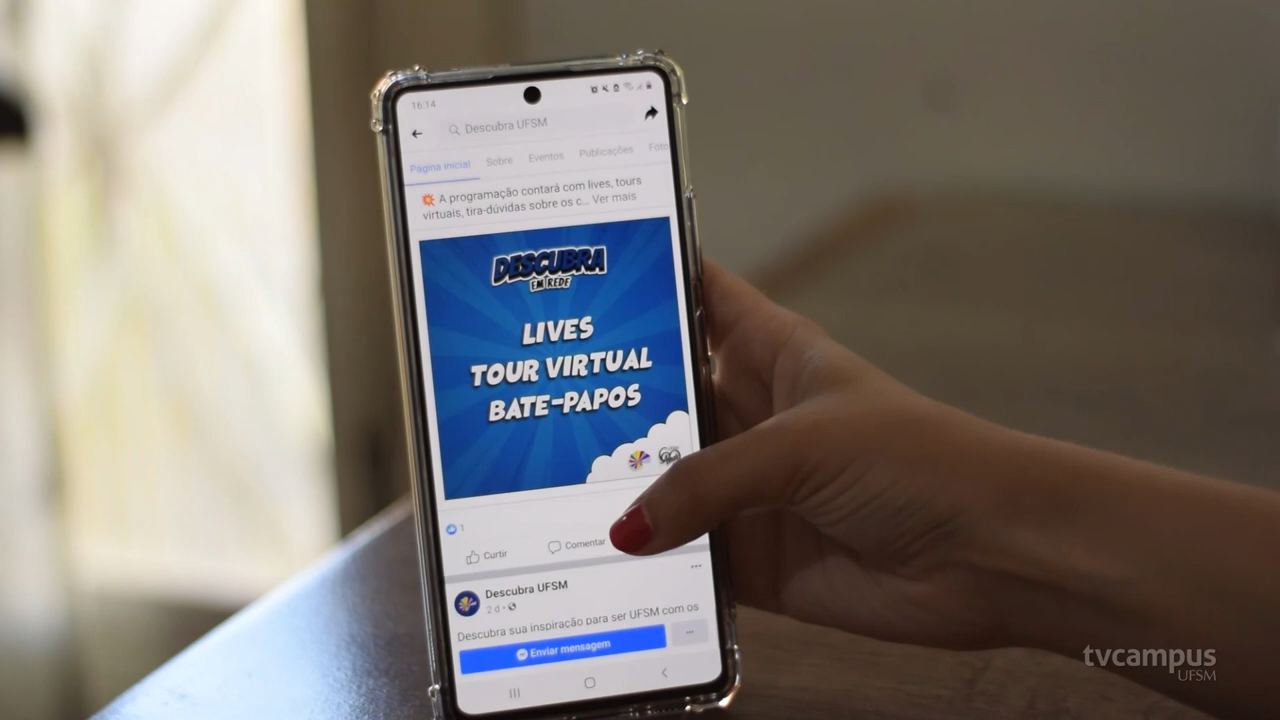 16:14
Descubra UFSM
Página inicial Sobre Eventos Publicações Foto
A programação contará com lives, tours
virtuais, tira-dúvidas sobre os c... Ver mais
DESCUBRA
EM REDE
LIVES
TOUR VIRTUAL
BATE-PAPOS
1
Curtir Comentar
Descubra UFSM
2 d
Descubra sua inspiração para ser UFSM com os
Enviar mensagem
tvcampus
UFSM